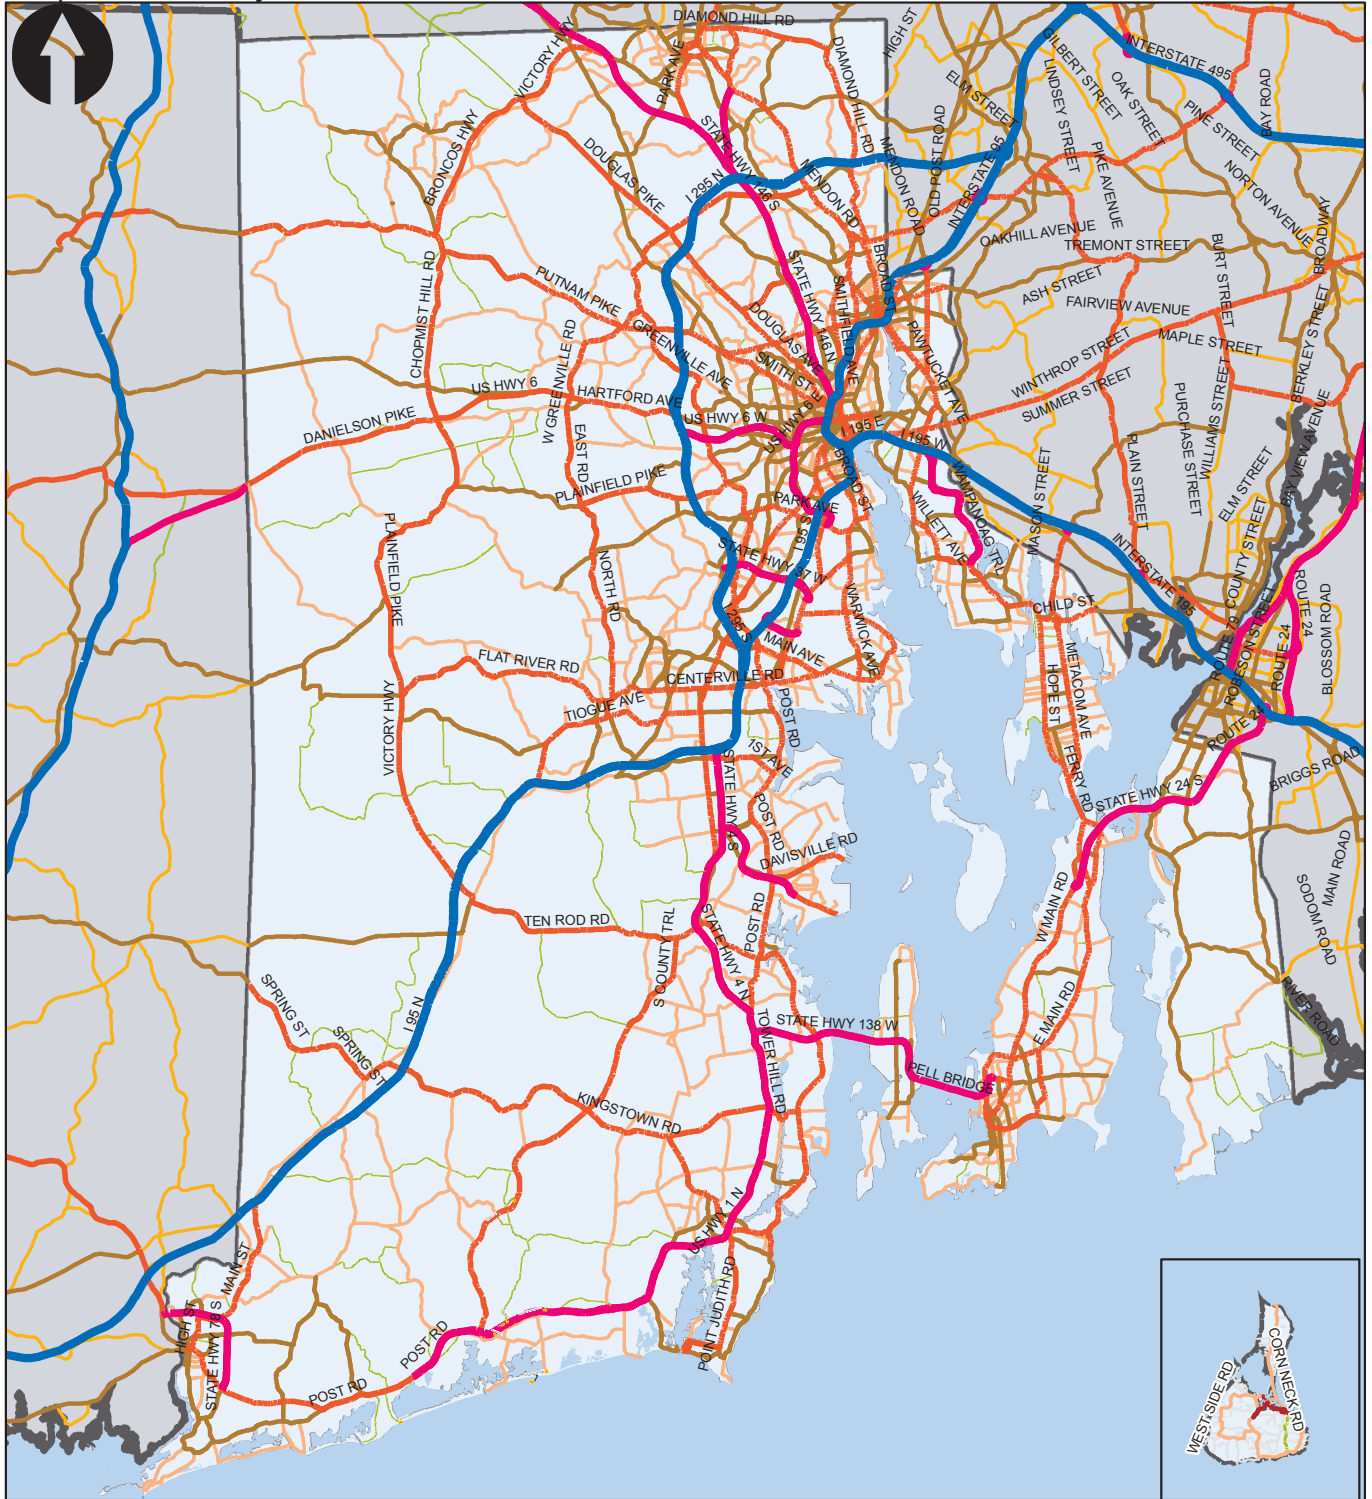 DIAMOND HILL RD
HIGH ST
VICTORY HWY
PARK AVE
DIAMOND HILL RD
GILBERT STREET
INTERSTATE 495
LINDSEY STREET
OAK STREET
ELM STREET
BAY ROAD
PINE STREET
BRONCOS HWY
DOUGLAS PIKE
STATE HWY 146 S
I 295 N
MENDON RD
MENDON ROAD
OLD POST ROAD
INTERSTATE 95
PIKE AVENUE
NORTON AVENUE
BROADWAY
OAKHILL AVENUE
TREMONT STREET
BURT STREET
ASH STREET
FAIRVIEW AVENUE
CHOPMIST HILL RD
PUTNAM PIKE
STATE HWY 146 N
SMITHFIELD AVE
BROAD ST
DOUGLAS AVE
GREENVILLE AVE
SMITH ST
PAWTUCKET AVE
WINTHROP STREET
MAPLE STREET
BERKLEY STREET
SUMMER STREET
W GREENVILLE RD
US HWY 6
HARTFORD AVE
US HWY 6 W
US HWY 6 E
I 195 E
I 195 W
DANIELSON PIKE
EAST RD
PLAINFIELD PIKE
BROAD ST
PARK AVE
WAMPANOAG TRL
WILLETT AVE
MASON STREET
PLAIN STREET
PURCHASE STREET
WILLIAMS STREET
ELM STREET
BAY VIEW AVENUE
PLAINFIELD PIKE
NORTH RD
STATE HWY 37 W
I 95 S
I 295 S
WARWICK AVE
MAIN AVE
INTERSTATE 195
COUNTY STREET
CHILD ST
ROUTE 79
ROBESON STREET
ROUTE 24
ROUTE 24
BLOSSOM ROAD
FLAT RIVER RD
CENTERVILLE RD
TIOGUE AVE
POST RD
HOPE ST
METACOM AVE
VICTORY HWY
1ST AVE
ROUTE 24
BRIGGS ROAD
FERRY RD
STATE HWY 24 S
STATE HWY 4 S
POST RD
DAVISVILLE RD
MAIN ROAD
SODOM ROAD
TEN ROD RD
S COUNTY TRL
STATE HWY 4 N
POST RD
W MAIN RD
E MAIN RD
RIVER ROAD
SPRING ST
SPRING ST
I 95 N
STATE HWY 138 W
TOWER HILL RD
PELL BRIDGE
KINGSTOWN RD
US HWY 1 N
POINT JUDITH RD
MAIN ST
HIGH ST
STATE HWY 78 S
POST RD
POST RD
CORN NECK RD
WEST SIDE RD